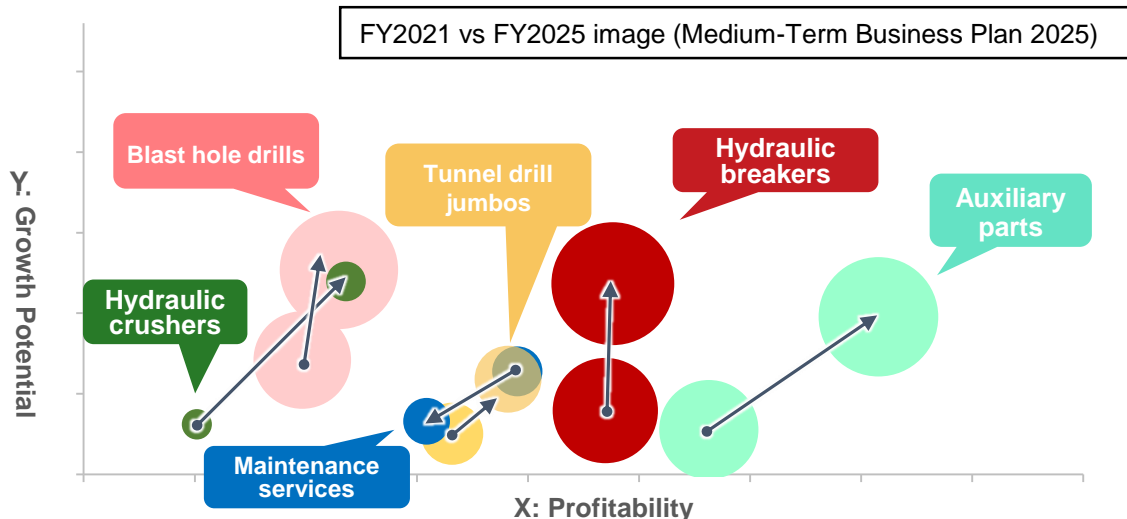 FY2021 vs FY2025 image (Medium-Term Business Plan 2025)
Blast hole drills
Tunnel drill
jumbos
Hydraulic
breakers
Auxiliary
parts
Hydraulic
crushers
Maintenance
services
Y: Growth Potential
X: Profitability